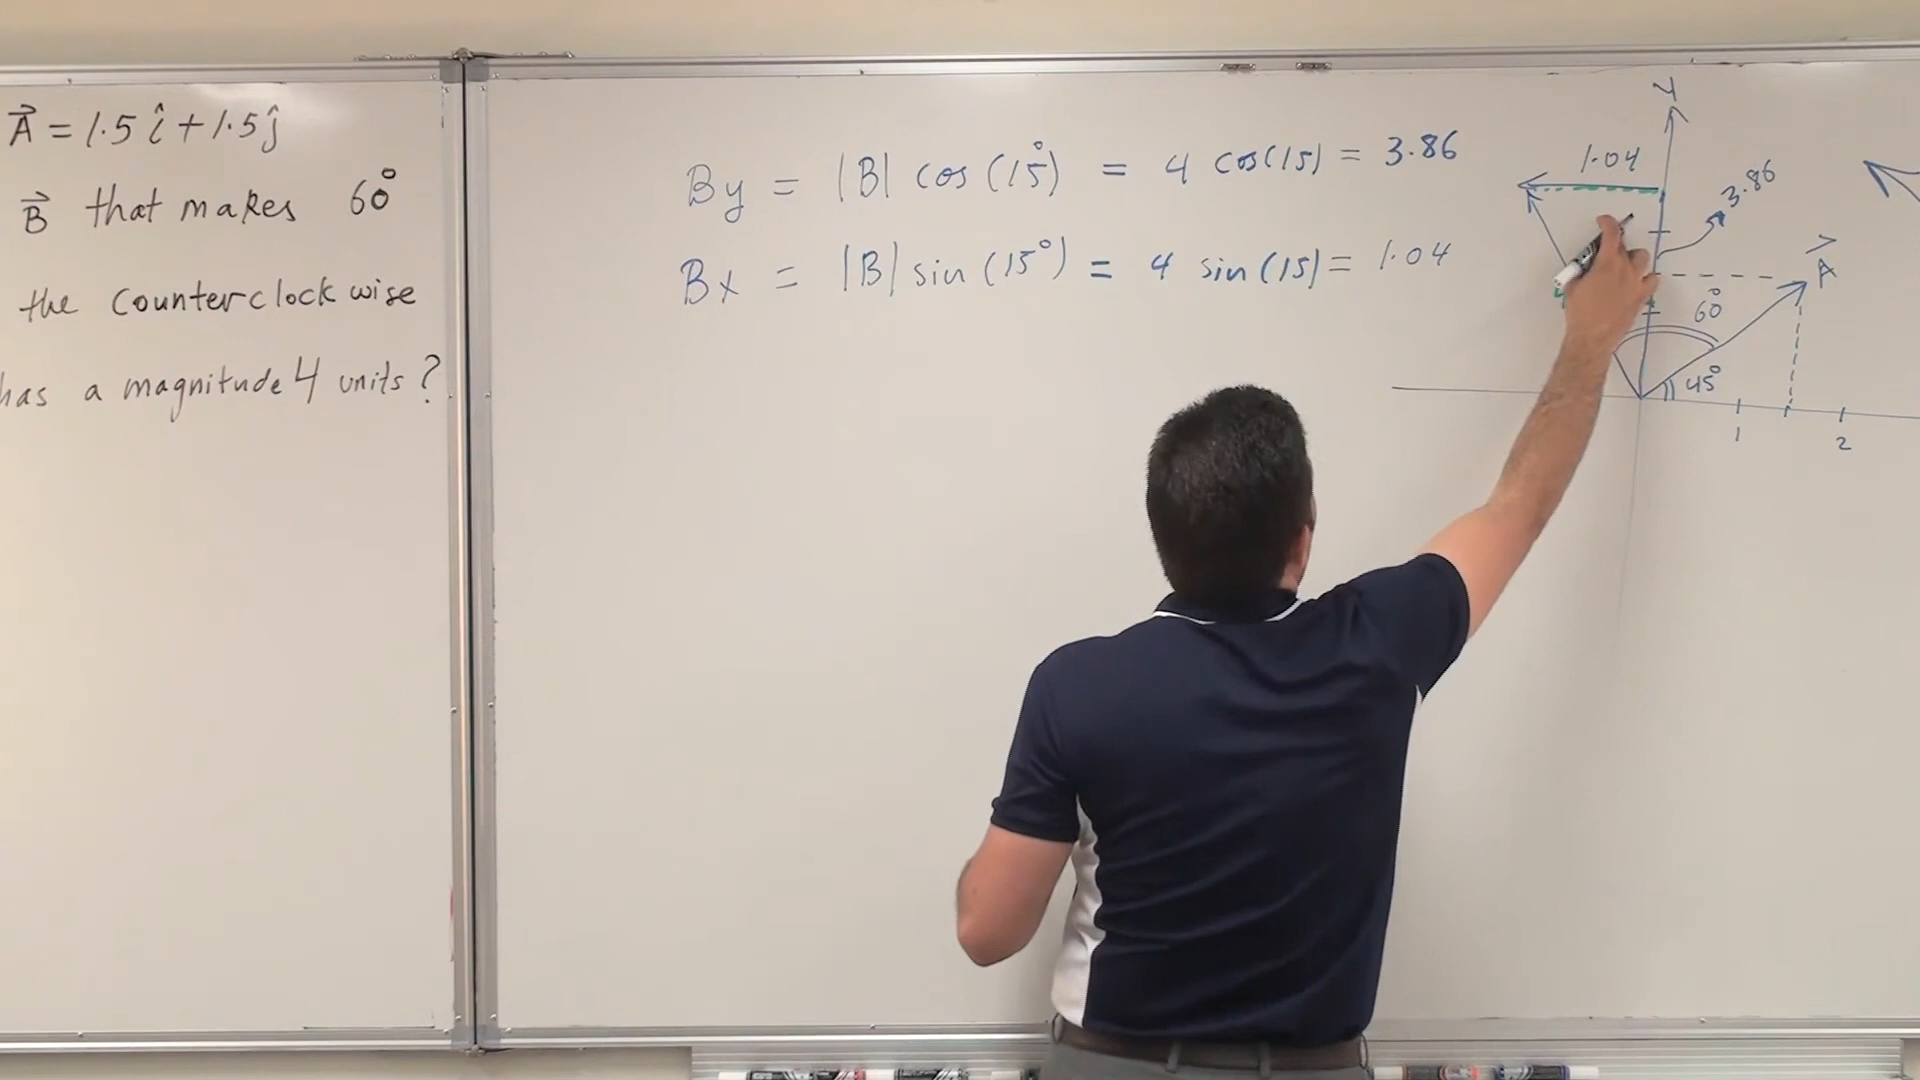 A⃗ = 1.5 î + 1.5 ĵ
B⃗ that makes 60°
the counterclockwise
has a magnitude 4 units?
By = |B| cos (15°) = 4 cos(15) = 3.86
Bx = |B| sin (15°) = 4 sin (15) = 1.04
y
1.04
3.86
A⃗
60°
45°
1
2